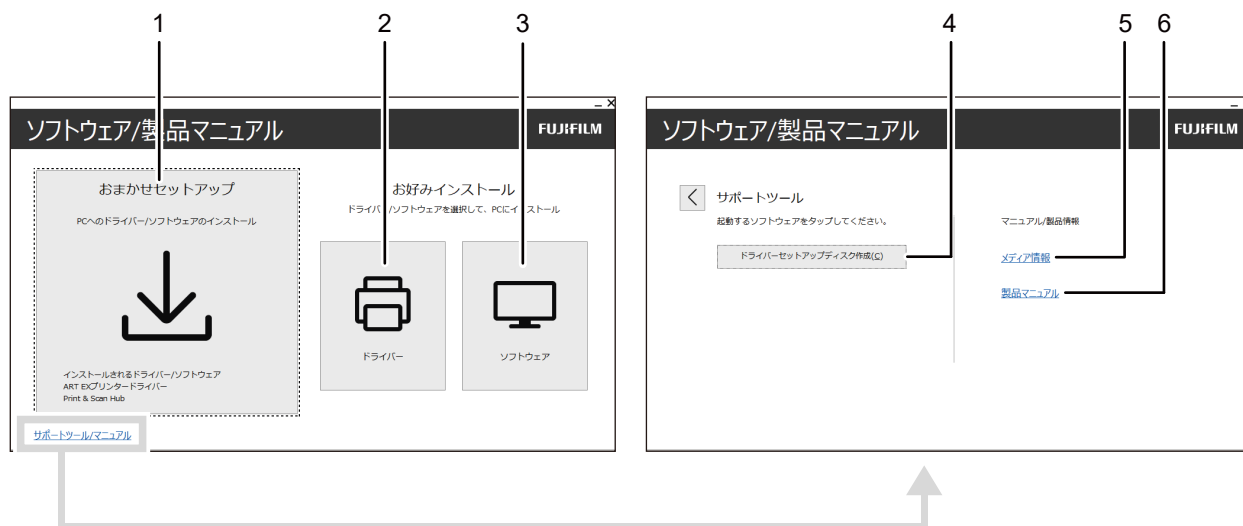 1
2
3
4
5
6
ソフトウェア/製品マニュアル
FUJIFILM
おまかせセットアップ
PCへのドライバー/ソフトウェアのインストール
インストールされるドライバー/ソフトウェア
ART EXプリンタードライバー
Print & Scan Hub
お好みインストール
ドライバー/ソフトウェアを選択して、PCにインストール
ドライバー
ソフトウェア
サポートツール/マニュアル
ソフトウェア/製品マニュアル
FUJIFILM
サポートツール
起動するソフトウェアをタップしてください。
ドライバーセットアップディスク作成(C)
マニュアル/製品情報
メディア情報
製品マニュアル